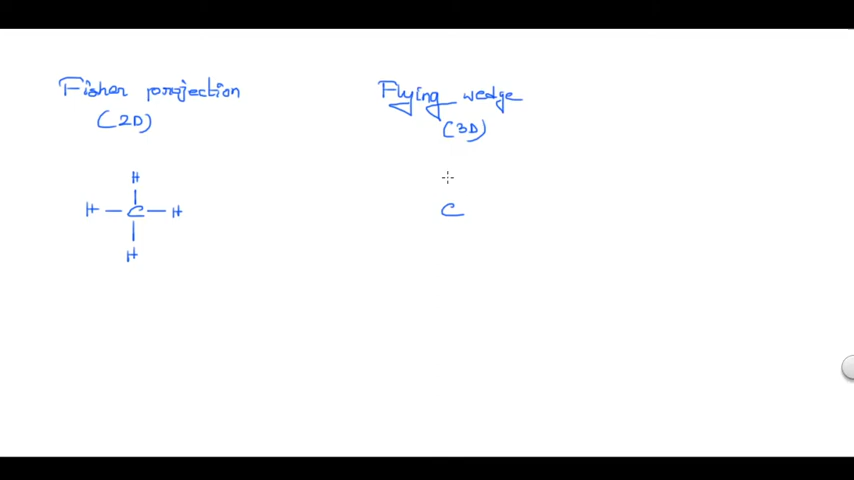 Fisher projection
(2D)
Flying wedge
(3D)
H
H - C - H
H
C